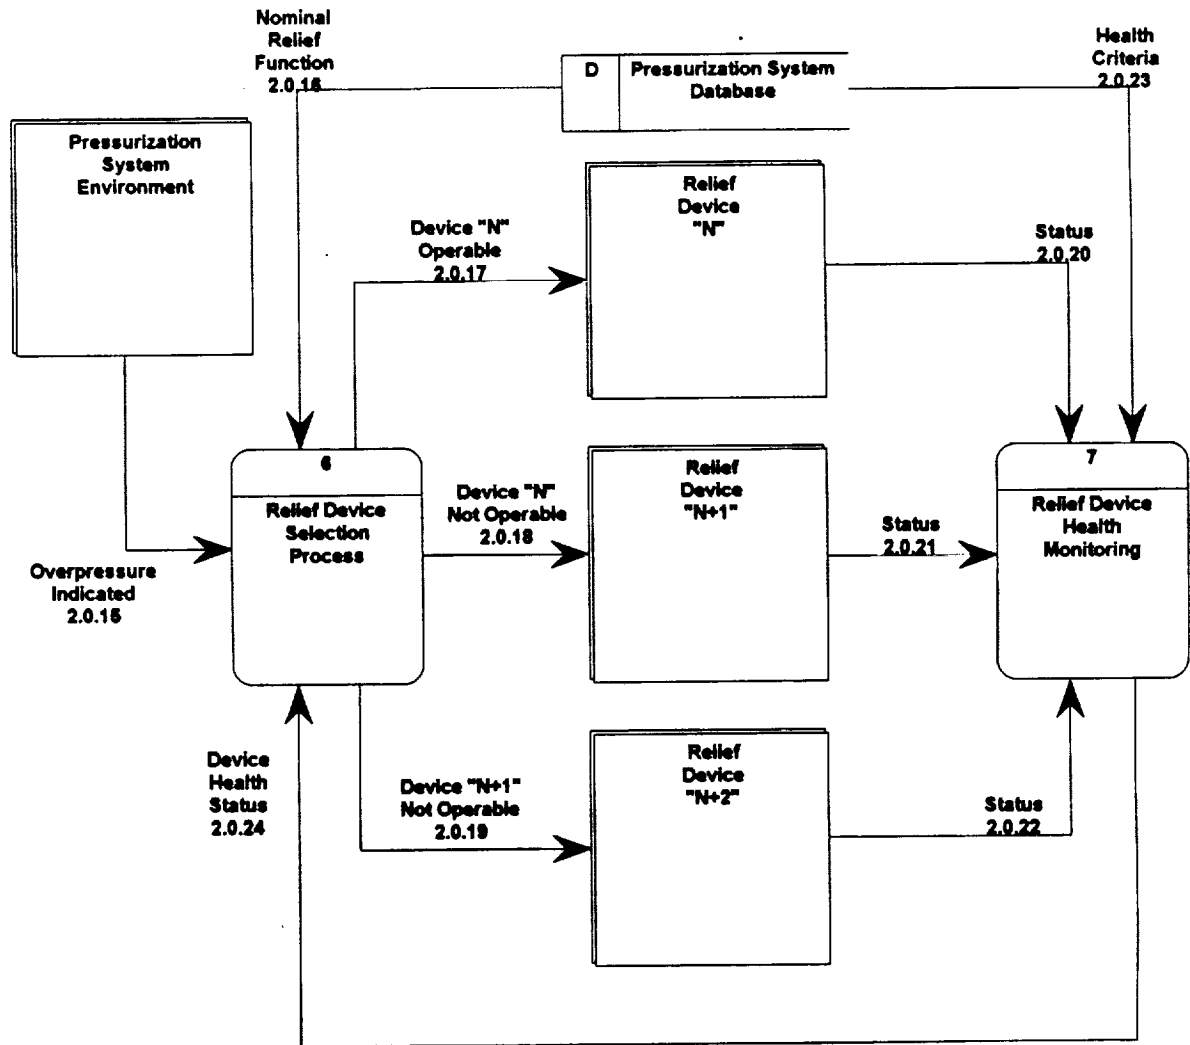 Nominal
Relief
Function
2.0.16
D
Pressurization System
Database
Health
Criteria
2.0.23
Pressurization
System
Environment
Relief
Device
"N"
Device "N"
Operable
2.0.17
Status
2.0.20
6
Relief Device
Selection
Process
Device "N"
Not Operable
2.0.18
Relief
Device
"N+1"
Status
2.0.21
7
Relief Device
Health
Monitoring
Overpressure
Indicated
2.0.15
Device
Health
Status
2.0.24
Device "N+1"
Not Operable
2.0.19
Relief
Device
"N+2"
Status
2.0.22